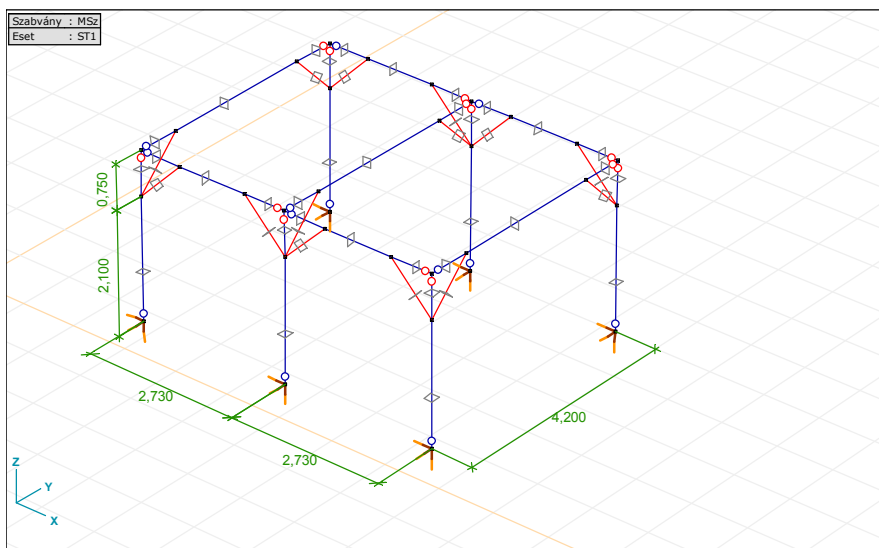 Szabvány : MSz
Eset : ST1
0,750
2,100
2,730
2,730
4,200
Z
Y
X